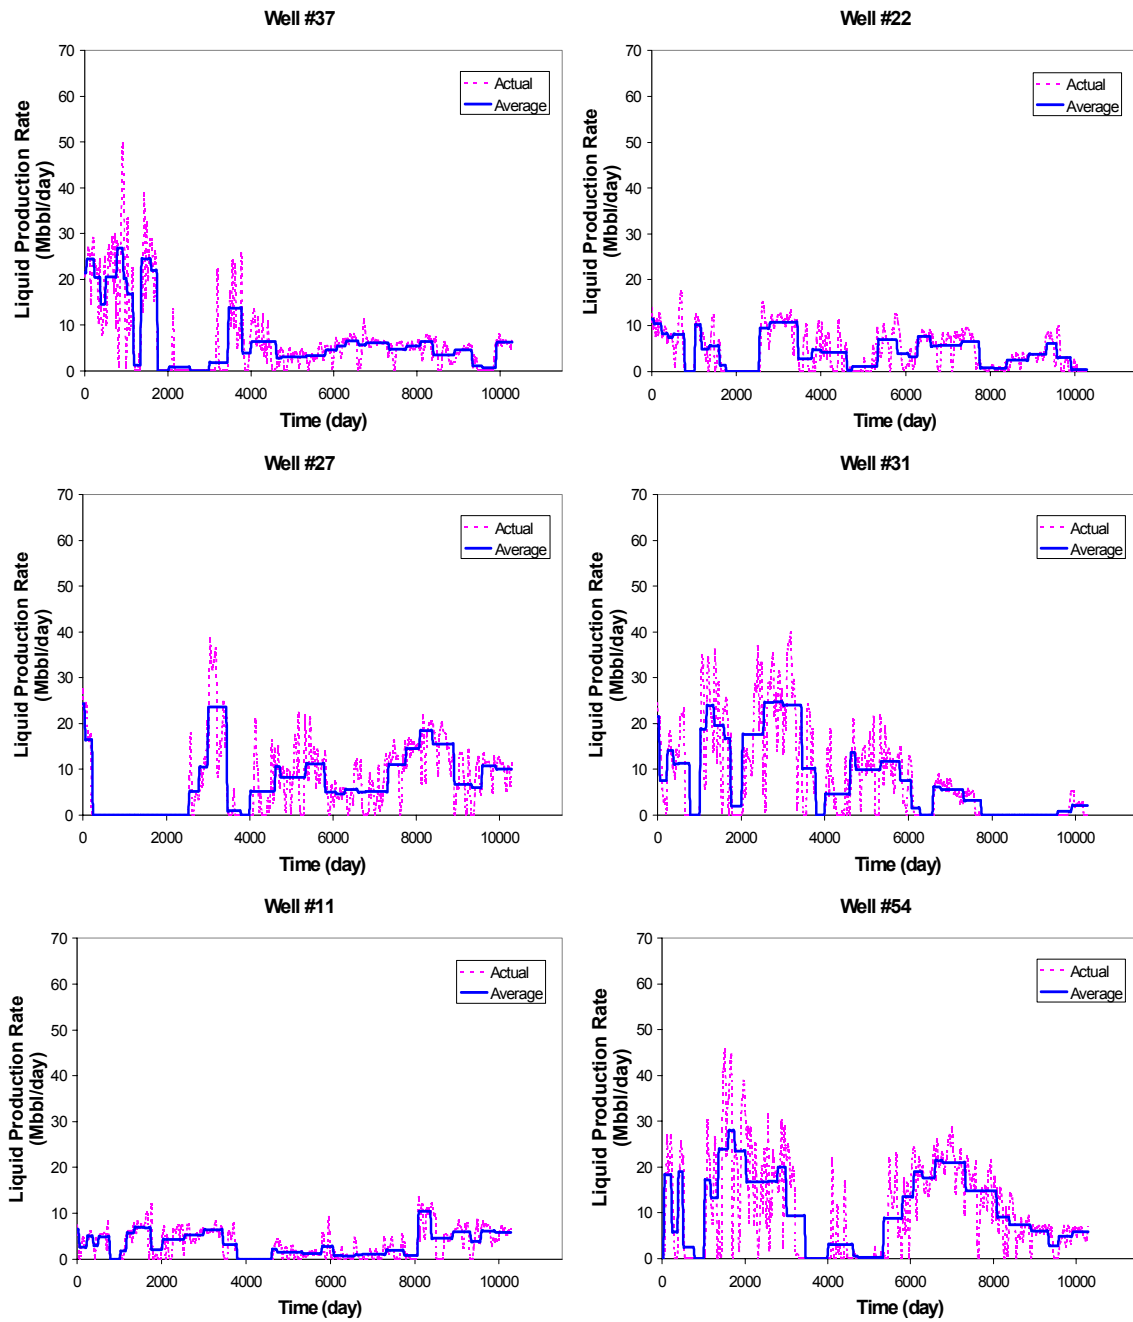 Well #37
70
60
50
40
30
20
10
0
Liquid Production Rate
(Mbbl/day)
Actual
Average
0 2000 4000 6000 8000 10000
Time (day)
Well #22
70
60
50
40
30
20
10
0
Liquid Production Rate
(Mbbl/day)
Actual
Average
0 2000 4000 6000 8000 10000
Time (day)
Well #27
70
60
50
40
30
20
10
0
Liquid Production Rate
(Mbbl/day)
Actual
Average
0 2000 4000 6000 8000 10000
Time (day)
Well #31
70
60
50
40
30
20
10
0
Liquid Production Rate
(Mbbl/day)
Actual
Average
0 2000 4000 6000 8000 10000
Time (day)
Well #11
70
60
50
40
30
20
10
0
Liquid Production Rate
(Mbbl/day)
Actual
Average
0 2000 4000 6000 8000 10000
Time (day)
Well #54
70
60
50
40
30
20
10
0
Liquid Production Rate
(Mbbl/day)
Actual
Average
0 2000 4000 6000 8000 10000
Time (day)